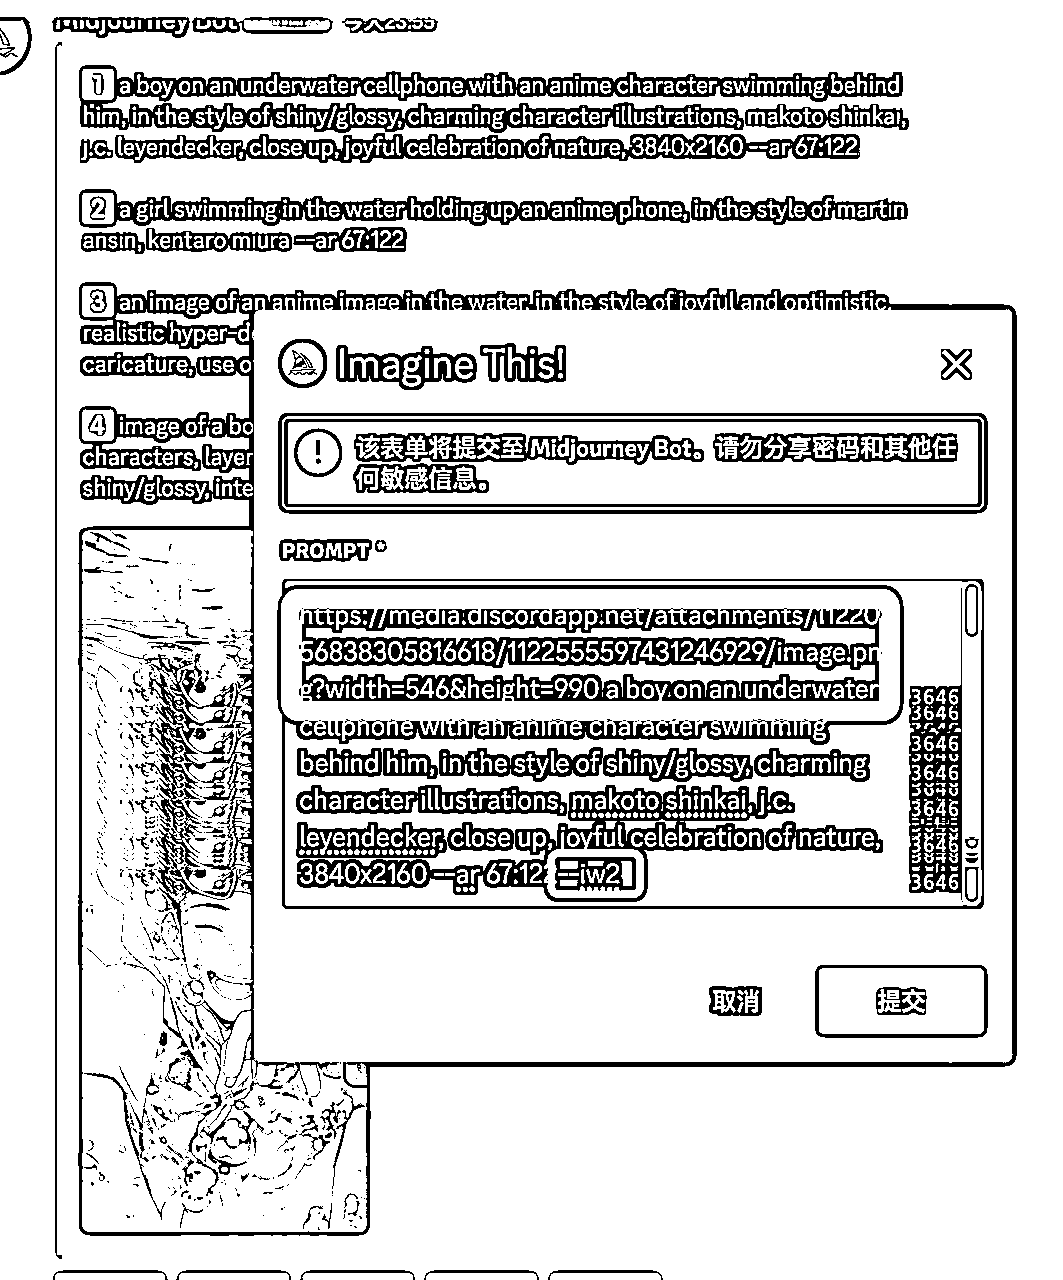 Midjourney Bot 今天23:55
1 a boy on an underwater cellphone with an anime character swimming behind
him, in the style of shiny/glossy, charming character illustrations, makoto shinkai,
j.c. leyendecker, close up, joyful celebration of nature, 3840x2160 --ar 67:122
2 a girl swimming in the water holding up an anime phone, in the style of martin
ansin, kentaro miura --ar 67:122
3 an image of an anime image in the water, in the style of joyful and optimistic,
realistic hyper-d
caricature, use o
4 image of a bo
characters, layer
shiny/glossy, inte
Imagine This!
该表单将提交至 Midjourney Bot。请勿分享密码和其他任
何敏感信息。
PROMPT *
https://media.discordapp.net/attachments/11220
56838305816618/1122555597431246929/image.pn
g?width=546&height=990 a boy on an underwater
cellphone with an anime character swimming
behind him, in the style of shiny/glossy, charming
character illustrations, makoto shinkai, j.c.
leyendecker, close up, joyful celebration of nature,
3840x2160 --ar 67:122 --iw2
3646
3646
3646
3646
3646
3646
3646
取消
提交